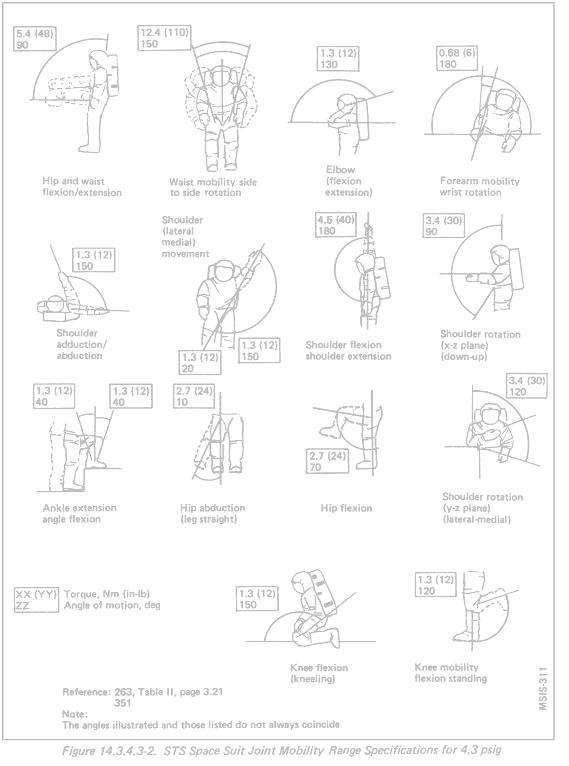 5.4 (48)
90
Hip and waist
flexion/extension
12.4 (110)
150
Waist mobility side
to side rotation
1.3 (12)
130
Elbow
(flexion
extension)
0.68 (6)
180
Forearm mobility
wrist rotation
1.3 (12)
150
Shoulder
adduction/
abduction
Shoulder
(lateral
medial)
movement
1.3 (12)
20
1.3 (12)
150
4.5 (40)
180
Shoulder flexion
shoulder extension
3.4 (30)
90
Shoulder rotation
(x-z plane)
(down-up)
1.3 (12)
40
1.3 (12)
40
Ankle extension
angle flexion
2.7 (24)
10
Hip abduction
(leg straight)
2.7 (24)
70
Hip flexion
3.4 (30)
120
Shoulder rotation
(y-z plane)
(lateral-medial)
XX (YY) Torque, Nm (in-lb)
ZZ Angle of motion, deg
1.3 (12)
150
Knee flexion
(kneeling)
1.3 (12)
120
Knee mobility
flexion standing
Reference: 263, Table II, page 3.21
351
Note:
The angles illustrated and those listed do not always coincide
MSIS-311
Figure 14.3.4.3-2. STS Space Suit Joint Mobility Range Specifications for 4.3 psig